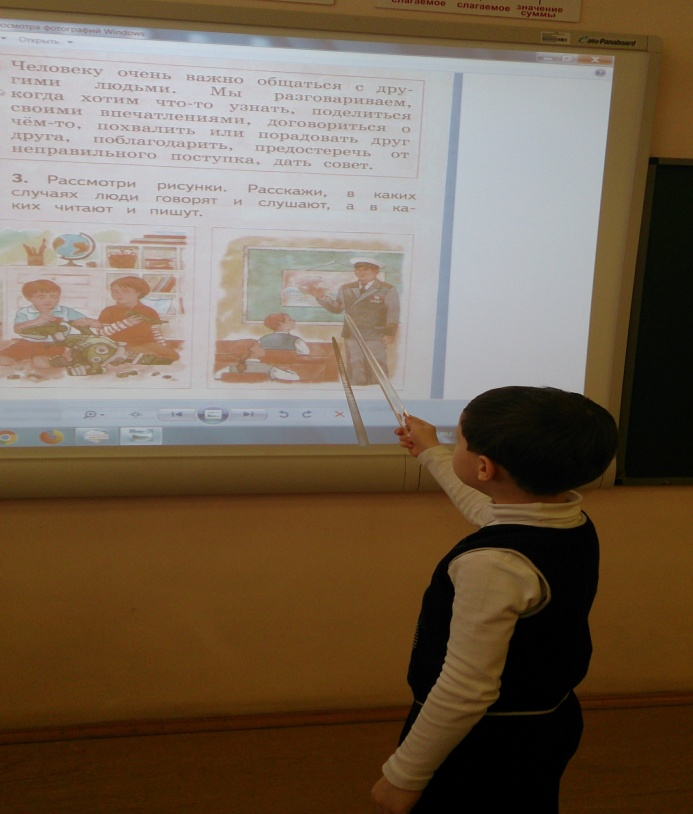 слагаемое слагаемое значение
суммы
Panaboard
осмотра фотографий Windows
Открыть
Человеку очень важно общаться с дру-
гими людьми. Мы разговариваем,
когда хотим что-то узнать, поделиться
своими впечатлениями, договориться о
чём-то, похвалить или порадовать друг
друга, поблагодарить, предостеречь от
неправильного поступка, дать совет.
3. Рассмотри рисунки. Расскажи, в каких
случаях люди говорят и слушают, а в ка-
ких читают и пишут.